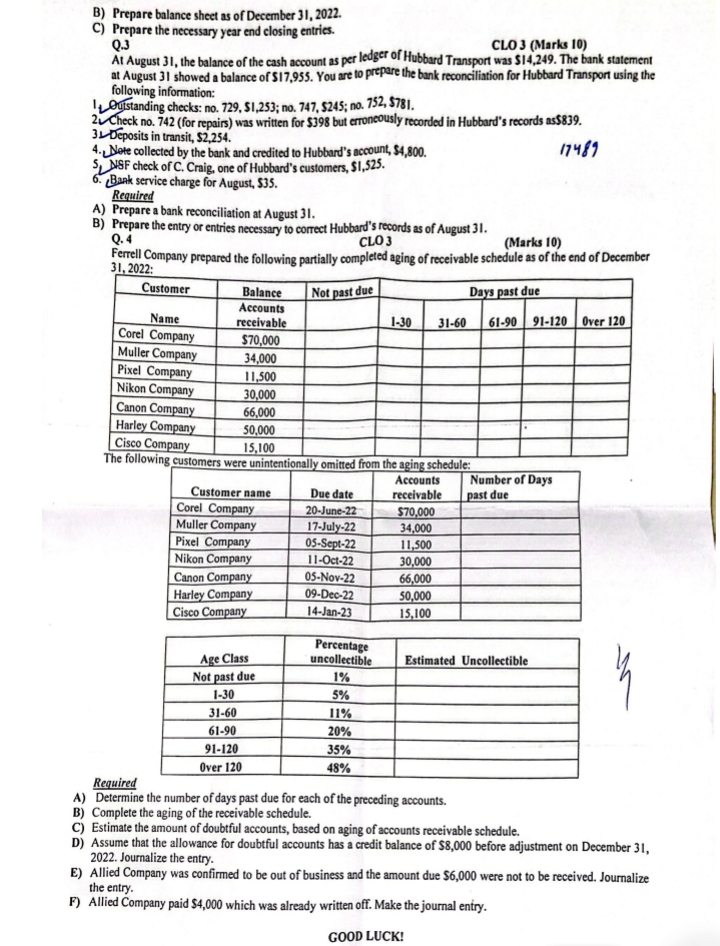 B) Prepare balance sheet as of December 31, 2022.
C) Prepare the necessary year end closing entries.
Q.3 CLO 3 (Marks 10)
At August 31, the balance of the cash account as per ledger of Hubbard Transport was $14,249. The bank statement
at August 31 showed a balance of $17,955. You are to prepare the bank reconciliation for Hubbard Transport using the
following information:
1. Outstanding checks: no. 729, $1,253; no. 747, $245; no. 752, $781.
2. Check no. 742 (for repairs) was written for $398 but erroneously recorded in Hubbard's records as$839.
3. Deposits in transit, $2,254.
4. Note collected by the bank and credited to Hubbard's account, $4,800. 17489
5. NSF check of C. Craig, one of Hubbard's customers, $1,525.
6. Bank service charge for August, $35.
Required
A) Prepare a bank reconciliation at August 31.
B) Prepare the entry or entries necessary to correct Hubbard's records as of August 31.
Q. 4 CLO 3 (Marks 10)
Ferrell Company prepared the following partially completed aging of receivable schedule as of the end of December
31, 2022:
Customer Balance Not past due Days past due
Name Accounts receivable 1-30 31-60 61-90 91-120 Over 120
Corel Company $70,000
Muller Company 34,000
Pixel Company 11,500
Nikon Company 30,000
Canon Company 66,000
Harley Company 50,000
Cisco Company 15,100
The following customers were unintentionally omitted from the aging schedule:
Customer name Due date Accounts receivable Number of Days past due
Corel Company 20-June-22 $70,000
Muller Company 17-July-22 34,000
Pixel Company 05-Sept-22 11,500
Nikon Company 11-Oct-22 30,000
Canon Company 05-Nov-22 66,000
Harley Company 09-Dec-22 50,000
Cisco Company 14-Jan-23 15,100
Age Class Percentage uncollectible Estimated Uncollectible
Not past due 1%
1-30 5%
31-60 11%
61-90 20%
91-120 35%
Over 120 48%
Required
A) Determine the number of days past due for each of the preceding accounts.
B) Complete the aging of the receivable schedule.
C) Estimate the amount of doubtful accounts, based on aging of accounts receivable schedule.
D) Assume that the allowance for doubtful accounts has a credit balance of $8,000 before adjustment on December 31,
2022. Journalize the entry.
E) Allied Company was confirmed to be out of business and the amount due $6,000 were not to be received. Journalize
the entry.
F) Allied Company paid $4,000 which was already written off. Make the journal entry.
GOOD LUCK!